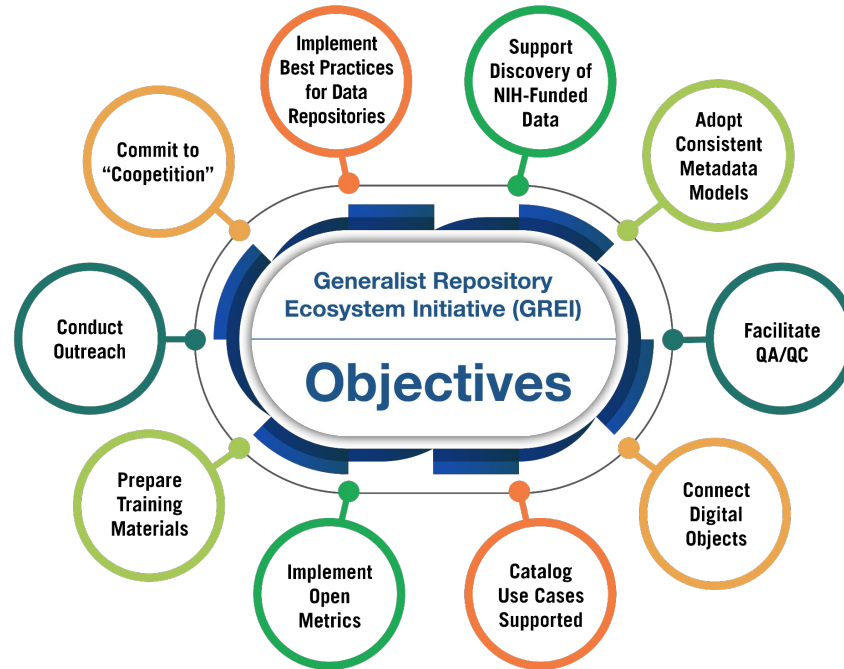 Implement
Best Practices
for Data
Repositories
Support
Discovery of
NIH-Funded
Data
Adopt
Consistent
Metadata
Models
Facilitate
QA/QC
Connect
Digital
Objects
Catalog
Use Cases
Supported
Implement
Open
Metrics
Prepare
Training
Materials
Conduct
Outreach
Commit to
“Coopetition”
Generalist Repository
Ecosystem Initiative (GREI)
Objectives